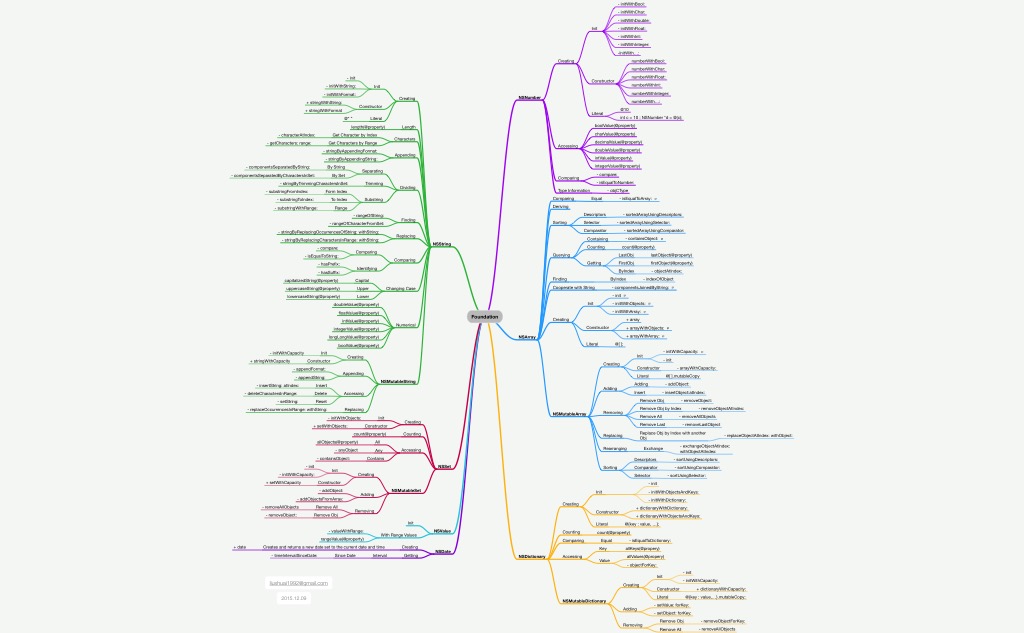 Foundation
NSNumber
Creating
Init
- initWithBool:
- initWithChar:
- initWithDouble:
- initWithFloat:
- initWithInt:
- initWithInteger:
-initWith...:
Constructor
numberWithBool:
numberWithChar:
numberWithFloat:
numberWithInt:
numberWithInteger:
numberWith...:
Literal
@10
Accessing
boolValue(@property)
charValue(@property)
decimalValue(@property)
doubleValue(@property)
intValue(@property)
integerValue(@property)
Comparing
- compare:
- isEqualToNumber:
Type Information
- objCType
NSArray
Comparing
Equal
- isEqualToArray:
Deriving
Sorting
Descriptors
- sortedArrayUsingDescriptors:
Selector
- sortedArrayUsingSelector:
Comparator
- sortedArrayUsingComparator:
Querying
Containing
- containsObject:
Counting
count(@property)
Getting
LastObj
lastObject(@property)
FirstObj
firstObject(@property)
ByIndex
- objectAtIndex:
Finding
ByIndex
- indexOfObject
Cooperate with String
- componentsJoinedByString:
Creating
Init
- init
- initWithObjects:
- initWithArray:
Constructor
+ array
+ arrayWithObjects:
+ arrayWithArray:
Literal
@[];
NSMutableArray
Creating
Init
- initWithCapacity:
- init
Constructor
- arrayWithCapacity:
Literal
@[].mutableCopy
Adding
Adding
- addObject:
Insert
- insertObject:atIndex:
Removing
Remove Obj
- removeObject:
Remove Obj by Index
- removeObjectAtIndex:
Remove All
- removeAllObjects
Remove Last
- removeLastObject
Replacing
Replace Obj by Index with another
Obj
- replaceObjectAtIndex: withObject:
Rearranging
Exchange
- exchangeObjectAtIndex:
withObjectAtIndex:
Sorting
Descriptors
- sortUsingDescriptors:
Comparator
- sortUsingComparator:
Selector
- sortUsingSelector:
NSDictionary
Creating
Init
- init
- initWithObjectsAndKeys:
- initWithDictionary:
Constructor
+ dictionaryWithDictionary:
+ dictionaryWithObjectsAndKeys:
Literal
@{key : value, ...};
Counting
count(@property)
Comparing
Equal
- isEqualToDictionary:
Accessing
Key
allKeys(@property)
Value
allValues(@property)
- objectForKey:
NSMutableDictionary
Creating
Init
- init
- initWithCapacity:
Constructor
+ dictionaryWithCapacity:
Literal
@{key : value,...}.mutableCopy;
Adding
- setValue: forKey:
- setObject: forKey:
Removing
Remove Obj
- removeObjectForKey:
Remove All
- removeAllObjects
NSString
Creating
Init
- init
- initWithString:
- initWithFormat:
Constructor
+ stringWithString:
+ stringWithFormat
Literal
@" "
Length
length(@property)
Characters
Get Character by Index
- characterAtIndex:
Get Characters by Range
- getCharacters: range:
Appending
- stringByAppendingFormat:
- stringByAppendingString:
Dividing
Separating
By String
- componentsSeparatedByString:
By Set
- componentsSeparatedByCharactersInSet:
Trimming
- stringByTrimmingCharactersInSet:
Substring
Form Index
- substringFromIndex:
To Index
- substringToIndex:
Range
- substringWithRange:
Finding
- rangeOfString:
- rangeOfCharacterFromSet:
Replacing
- stringByReplacingOccurrencesOfString: withString:
- stringByReplacingCharactersInRange: withString:
Comparing
Comparing
- compare:
- isEqualToString:
Identifying
- hasPrefix:
- hasSuffix:
Changing Case
Capital
capitalizedString(@property)
Upper
uppercaseString(@property)
Lower
lowercaseString(@property)
Numerical
doubleValue(@property)
floatValue(@property)
intValue(@property)
integerValue(@property)
longLongValue(@property)
boolValue(@property)
NSMutableString
Creating
Init
- initWithCapacity
Constructor
+ stringWithCapacity
Appending
- appendFormat:
- appendString:
Accessing
Insert
- insertString: atIndex:
Delete
- deleteCharactersInRange:
Reset
- setString:
Replacing
- replaceOccurrencesInRange: withString:
NSSet
Creating
Init
- initWithObjects:
Constructor
+ setWithObjects:
Counting
count(@property)
Accessing
All
allObjects(@property)
Any
- anyObject
Contains
- containsObject:
NSMutableSet
Creating
Init
- init
- initWithCapacity:
Constructor
+ setWithCapacity
Adding
- addObject:
- addObjectsFromArray:
Removing
Remove All
- removeAllObjects
Remove Obj
- removeObject:
NSValue
Init
With Range Values
- valueWithRange:
rangeValue(@property)
NSDate
Creating
Creates and returns a new date set to the current date and time
+ date
Getting
Interval
Since Date
- timeIntervalSinceDate:
liushuai1992@gmail.com
2015.12.09